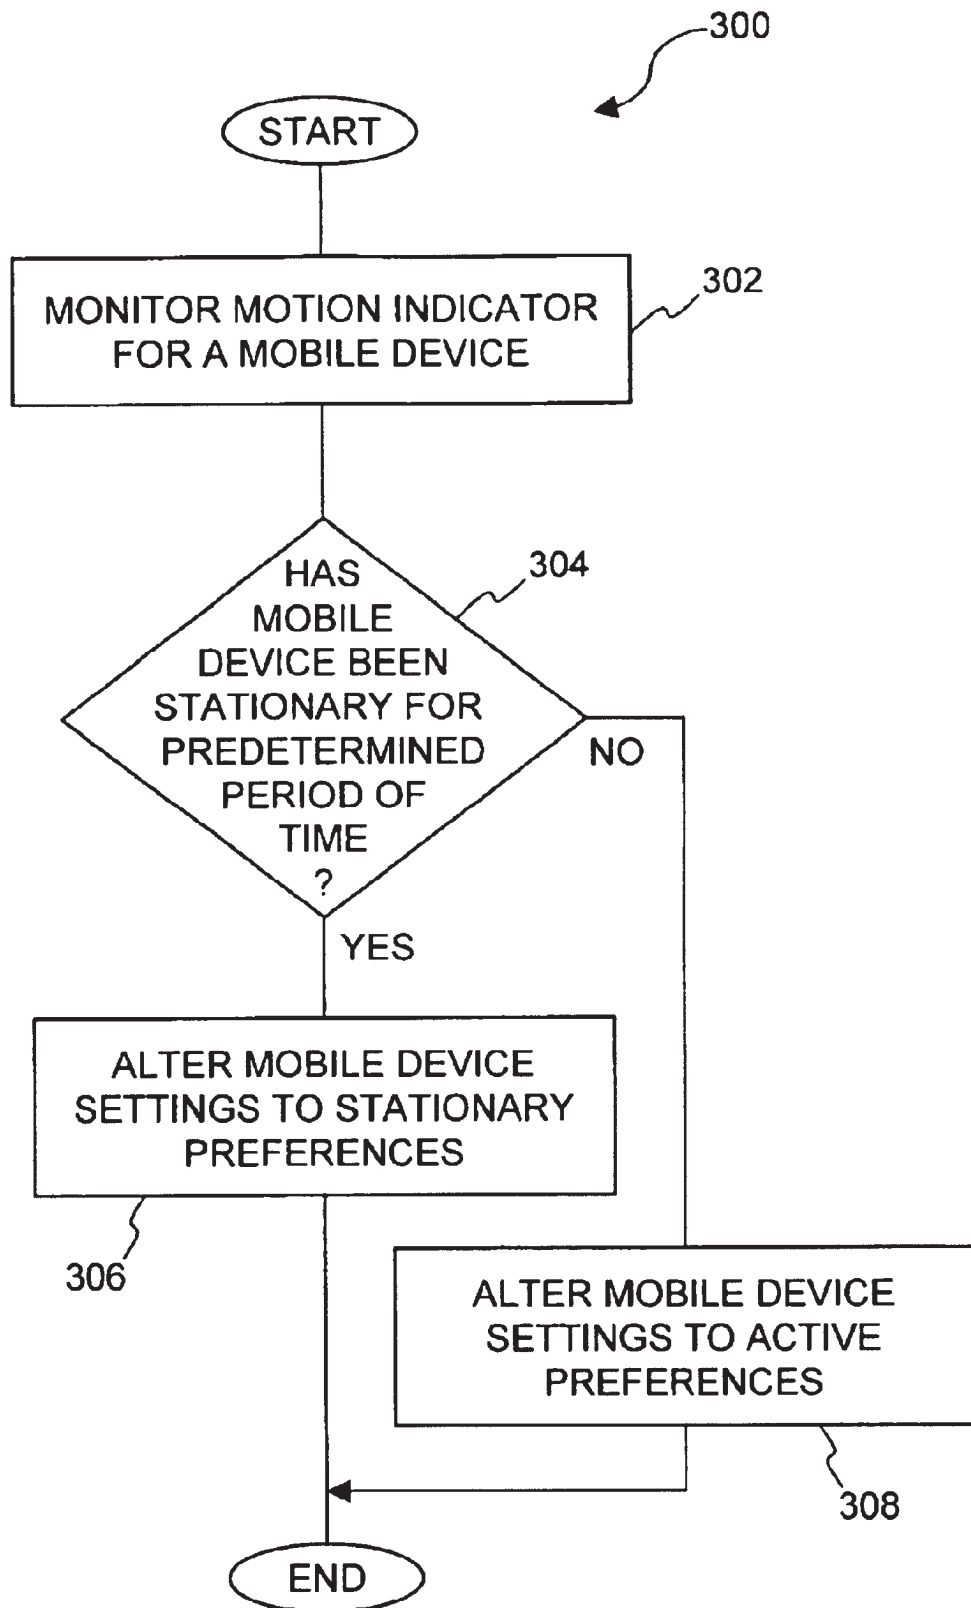 300
START
302
MONITOR MOTION INDICATOR
FOR A MOBILE DEVICE
304
HAS
MOBILE
DEVICE BEEN
STATIONARY FOR
PREDETERMINED
PERIOD OF
TIME
?
NO
YES
ALTER MOBILE DEVICE
SETTINGS TO STATIONARY
PREFERENCES
306
ALTER MOBILE DEVICE
SETTINGS TO ACTIVE
PREFERENCES
308
END